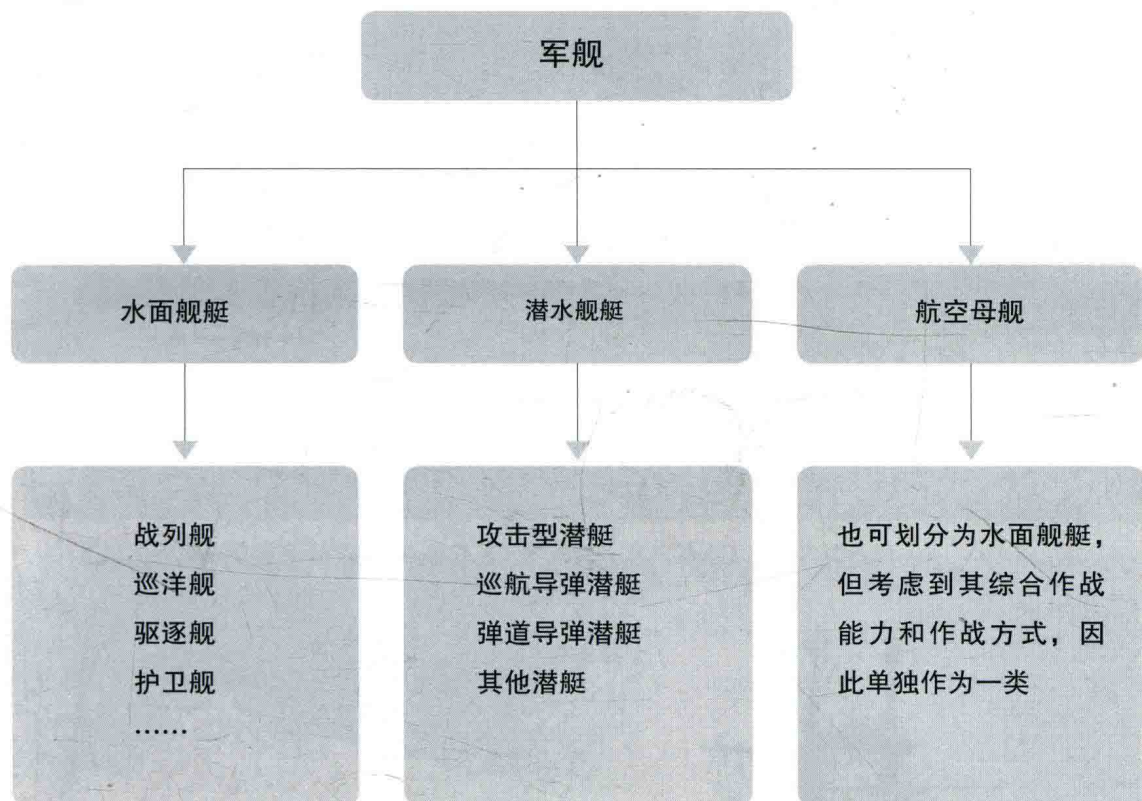 军舰
水面舰艇
潜水舰艇
航空母舰
战列舰
巡洋舰
驱逐舰
护卫舰
……
攻击型潜艇
巡航导弹潜艇
弹道导弹潜艇
其他潜艇
也可划分为水面舰艇，
但考虑到其综合作战
能力和作战方式，因
此单独作为一类